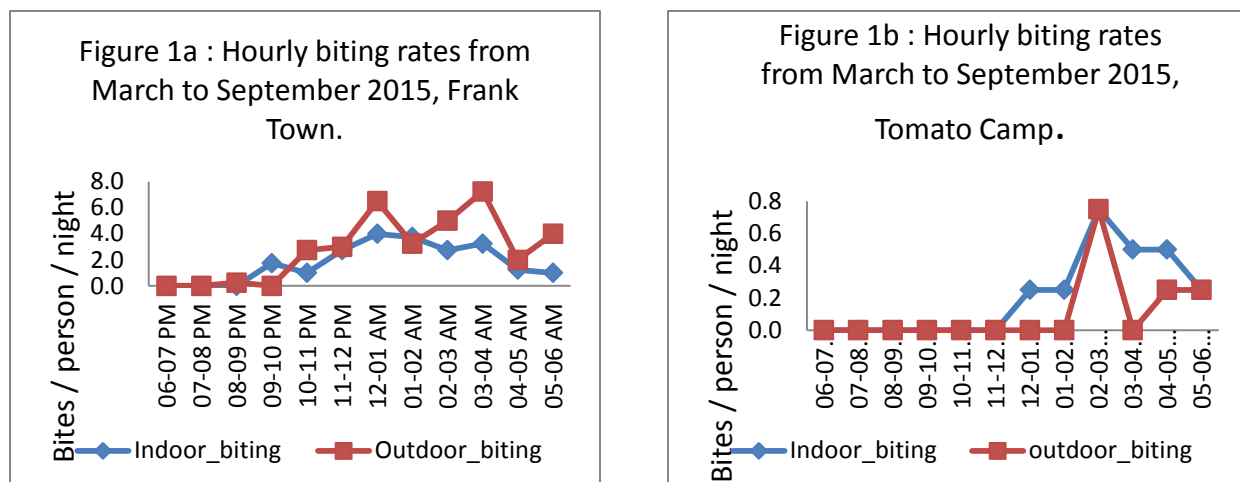 Figure 1a : Hourly biting rates from
March to September 2015, Frank
Town.
Bites / person / night
8.0
6.0
4.0
2.0
0.0
06-07 PM
07-08 PM
08-09 PM
09-10 PM
10-11 PM
11-12 PM
12-01 AM
01-02 AM
02-03 AM
03-04 AM
04-05 AM
05-06 AM
Indoor_biting
Outdoor_biting
Figure 1b : Hourly biting rates
from March to September 2015,
Tomato Camp.
Bites / person / night
0.8
0.6
0.4
0.2
0.0
06-07.
07-08.
08-09.
09-10.
10-11.
11-12.
12-01.
01-02.
02-03...
03-04.
04-05...
05-06...
Indoor_biting
outdoor_biting